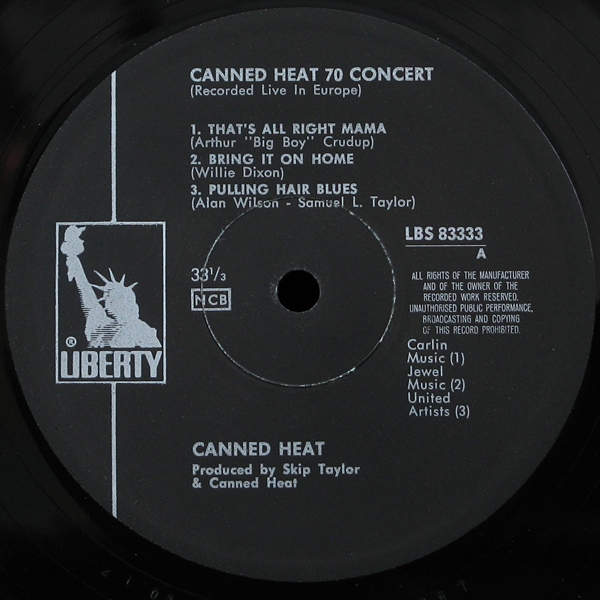 CANNED HEAT 70 CONCERT
(Recorded Live In Europe)
1. THAT'S ALL RIGHT MAMA
(Arthur "Big Boy" Crudup)
2. BRING IT ON HOME
(Willie Dixon)
3. PULLING HAIR BLUES
(Alan Wilson - Samuel L. Taylor)
LBS 83333
A
33⅓
NCB
ALL RIGHTS OF THE MANUFACTURER
AND OF THE OWNER OF THE
RECORDED WORK RESERVED.
UNAUTHORISED PUBLIC PERFORMANCE,
BROADCASTING AND COPYING
OF THIS RECORD PROHIBITED.
® LIBERTY
Carlin
Music (1)
Jewel
Music (2)
United
Artists (3)
CANNED HEAT
Produced by Skip Taylor
& Canned Heat